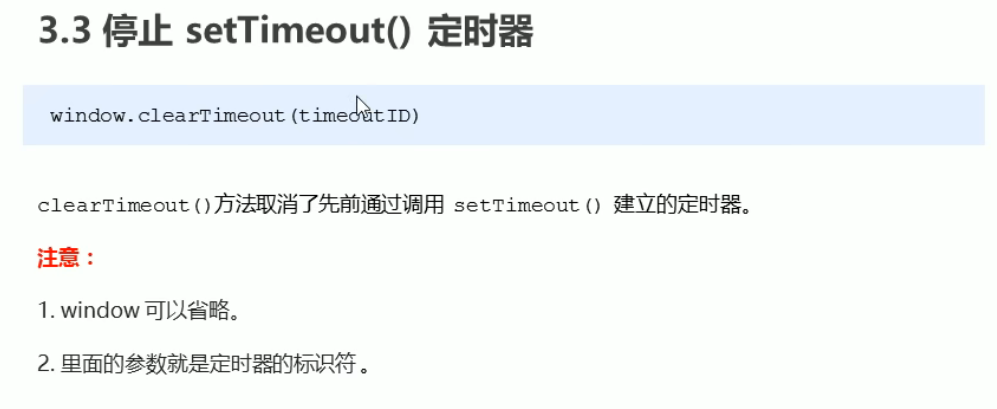 3.3 停止 setTimeout() 定时器
window.clearTimeout(timeoutID)
clearTimeout()方法取消了先前通过调用 setTimeout() 建立的定时器。
注意：
1. window 可以省略。
2. 里面的参数就是定时器的标识符 。